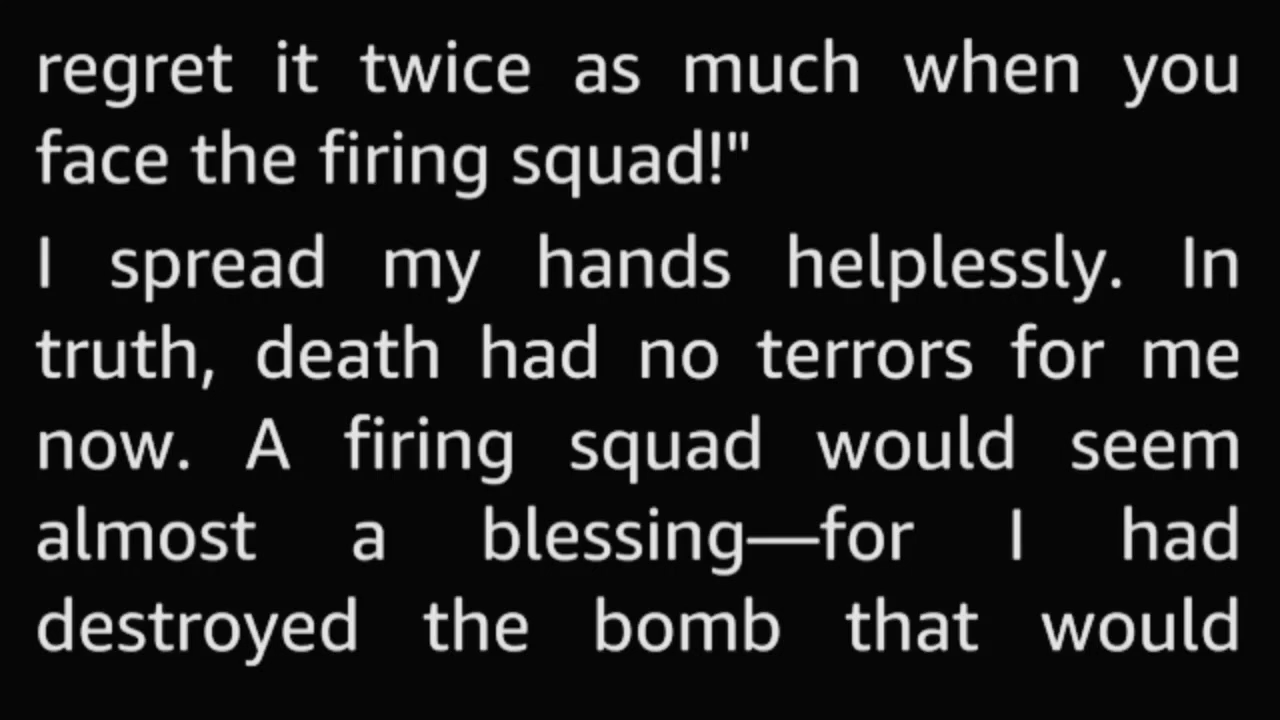 regret it twice as much when you
face the firing squad!"
I spread my hands helplessly. In
truth, death had no terrors for me
now. A firing squad would seem
almost a blessing—for I had
destroyed the bomb that would